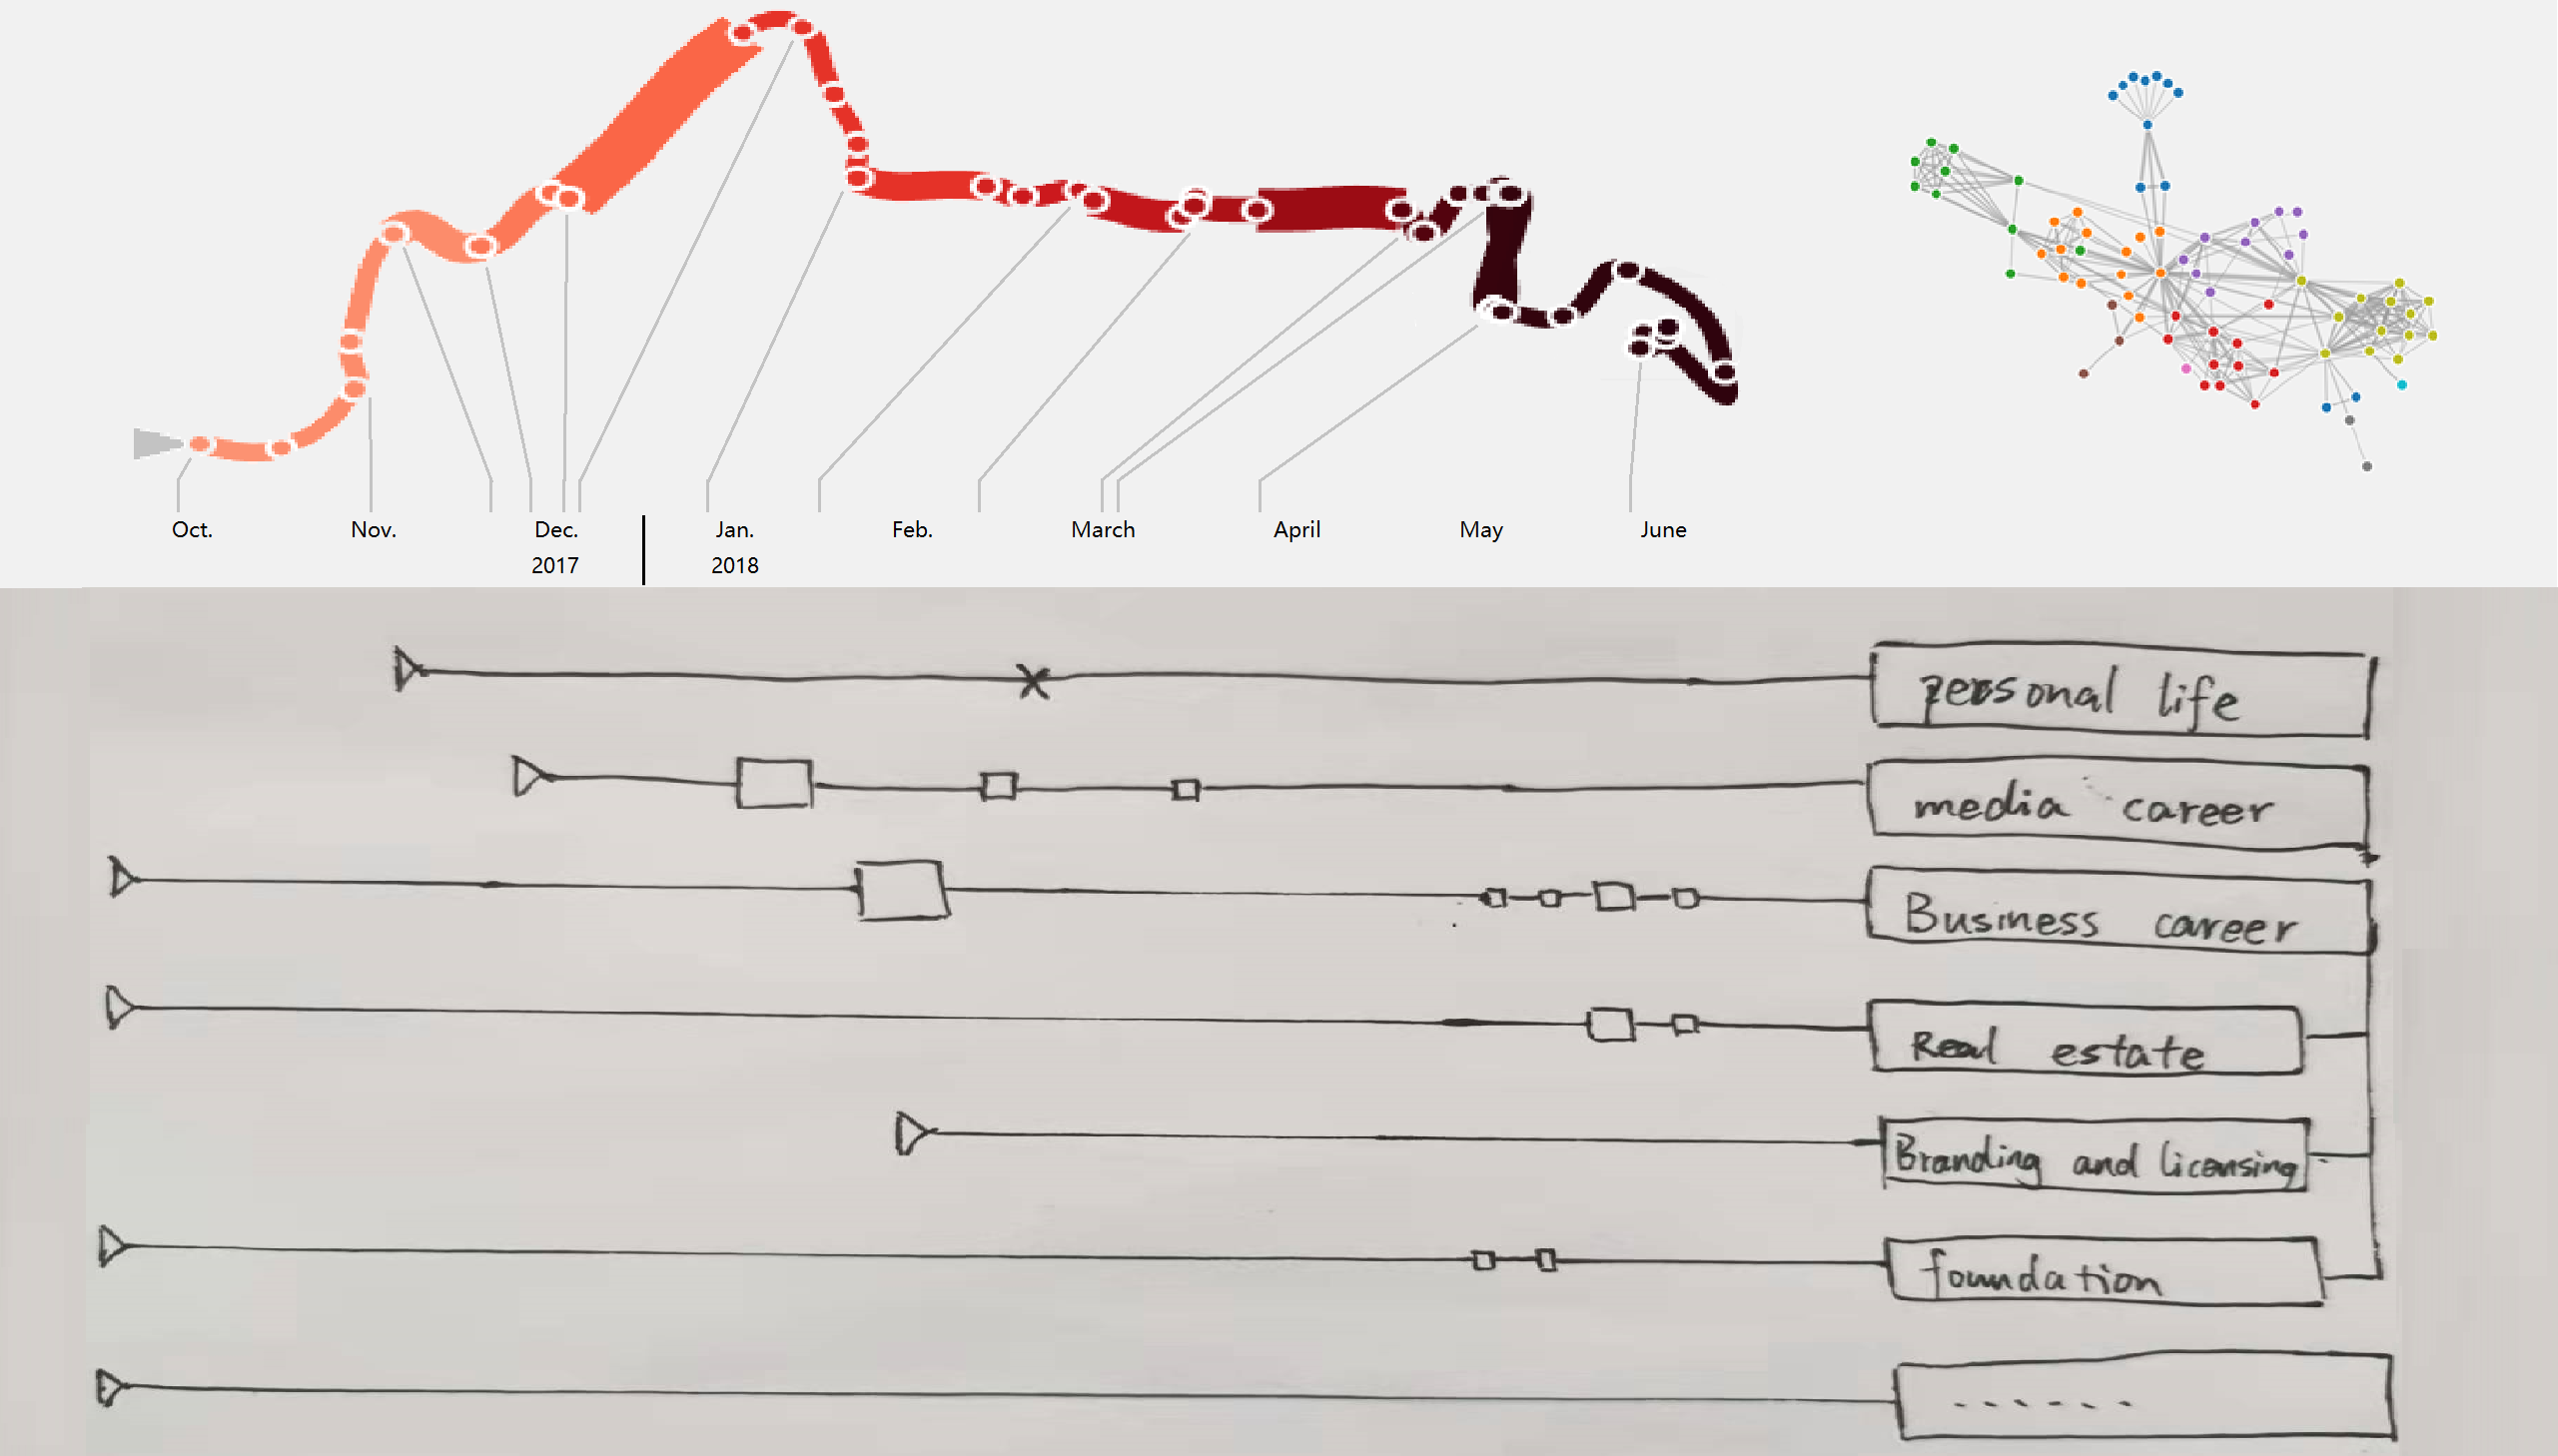 Oct. Nov. Dec. Jan. Feb. March April May June
2017 2018
personal life
media career
Business career
Real estate
Branding and licensing
foundation
......